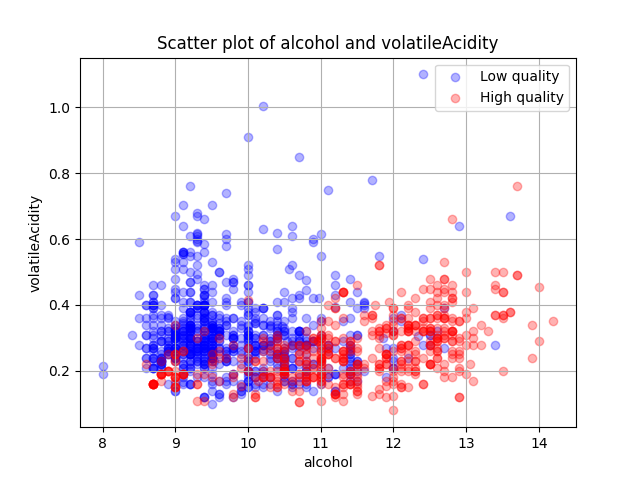 Scatter plot of alcohol and volatileAcidity
Low quality
High quality
1.0
0.8
0.6
0.4
0.2
volatileAcidity
8 9 10 11 12 13 14
alcohol